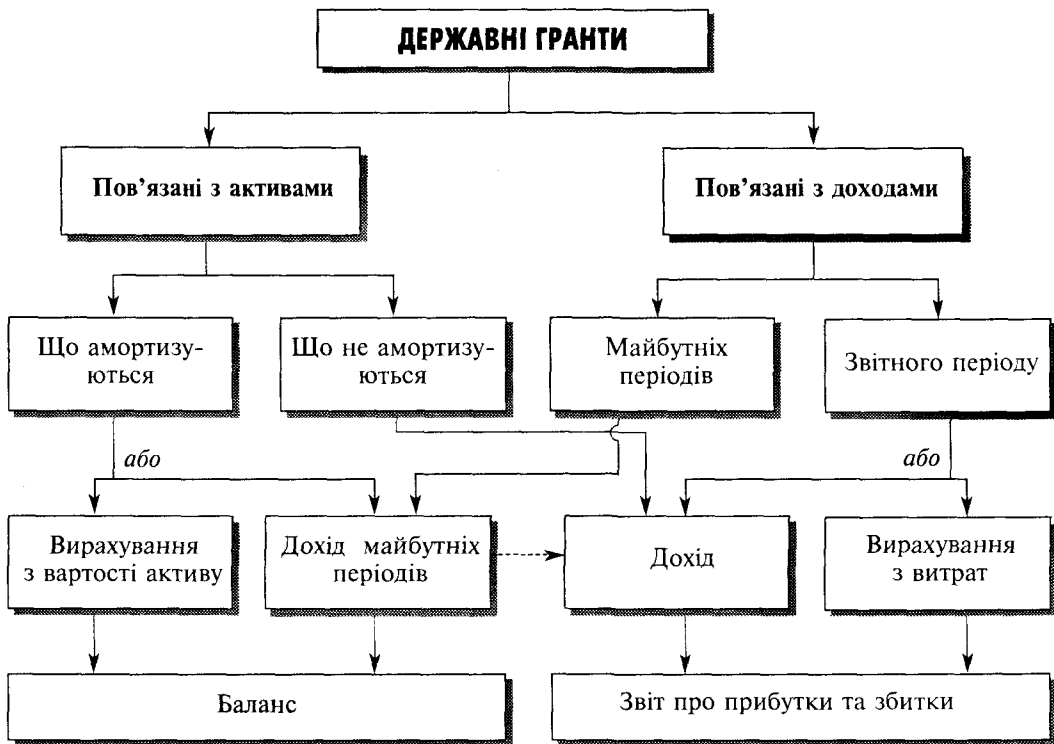 ДЕРЖАВНІ ГРАНТИ
Пов'язані з активами
Пов'язані з доходами
Що амортизу-
ються
Що не амортизу-
ються
Майбутніх
періодів
Звітного періоду
або
або
Вирахування
з вартості активу
Дохід майбутніх
періодів
Дохід
Вирахування
з витрат
Баланс
Звіт про прибутки та збитки